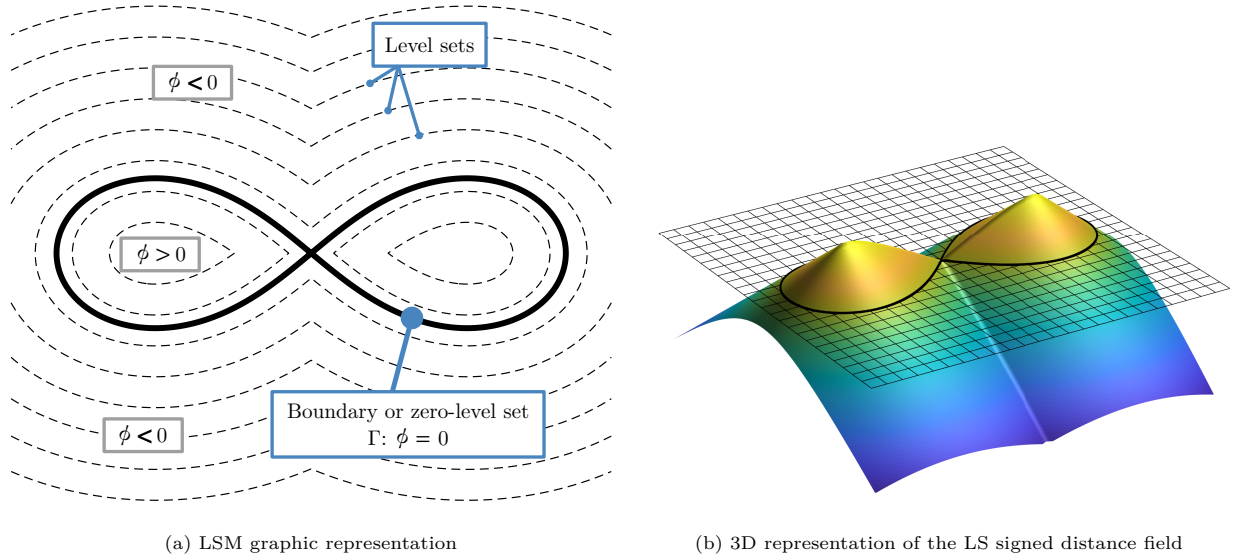 Level sets
ϕ < 0
ϕ > 0
Boundary or zero-level set
Γ: ϕ = 0
ϕ < 0
(a) LSM graphic representation
(b) 3D representation of the LS signed distance field